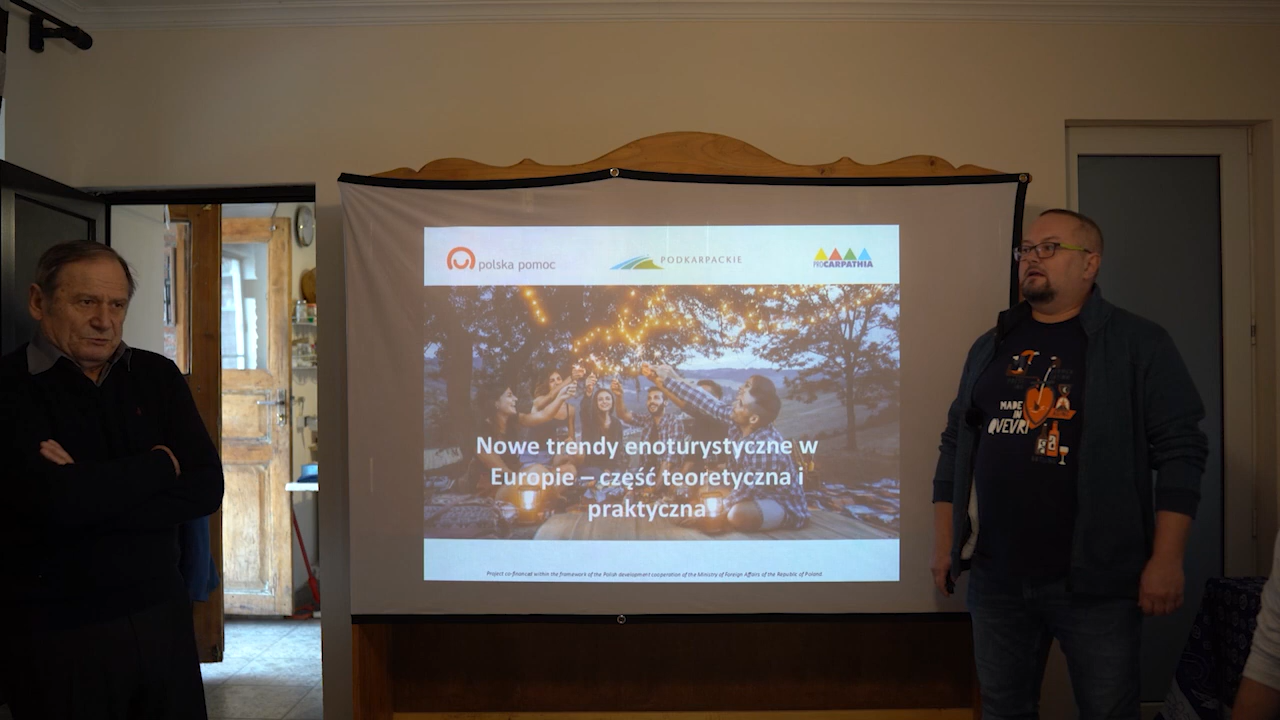 polska pomoc
PODKARPACKIE
PROCARPATHIA
Nowe trendy enoturystyczne w
Europie – część teoretyczna i
praktyczna
Project co-financed within the framework of the Polish development cooperation of the Ministry of Foreign Affairs of the Republic of Poland.
MADE
IN
QVEVRI